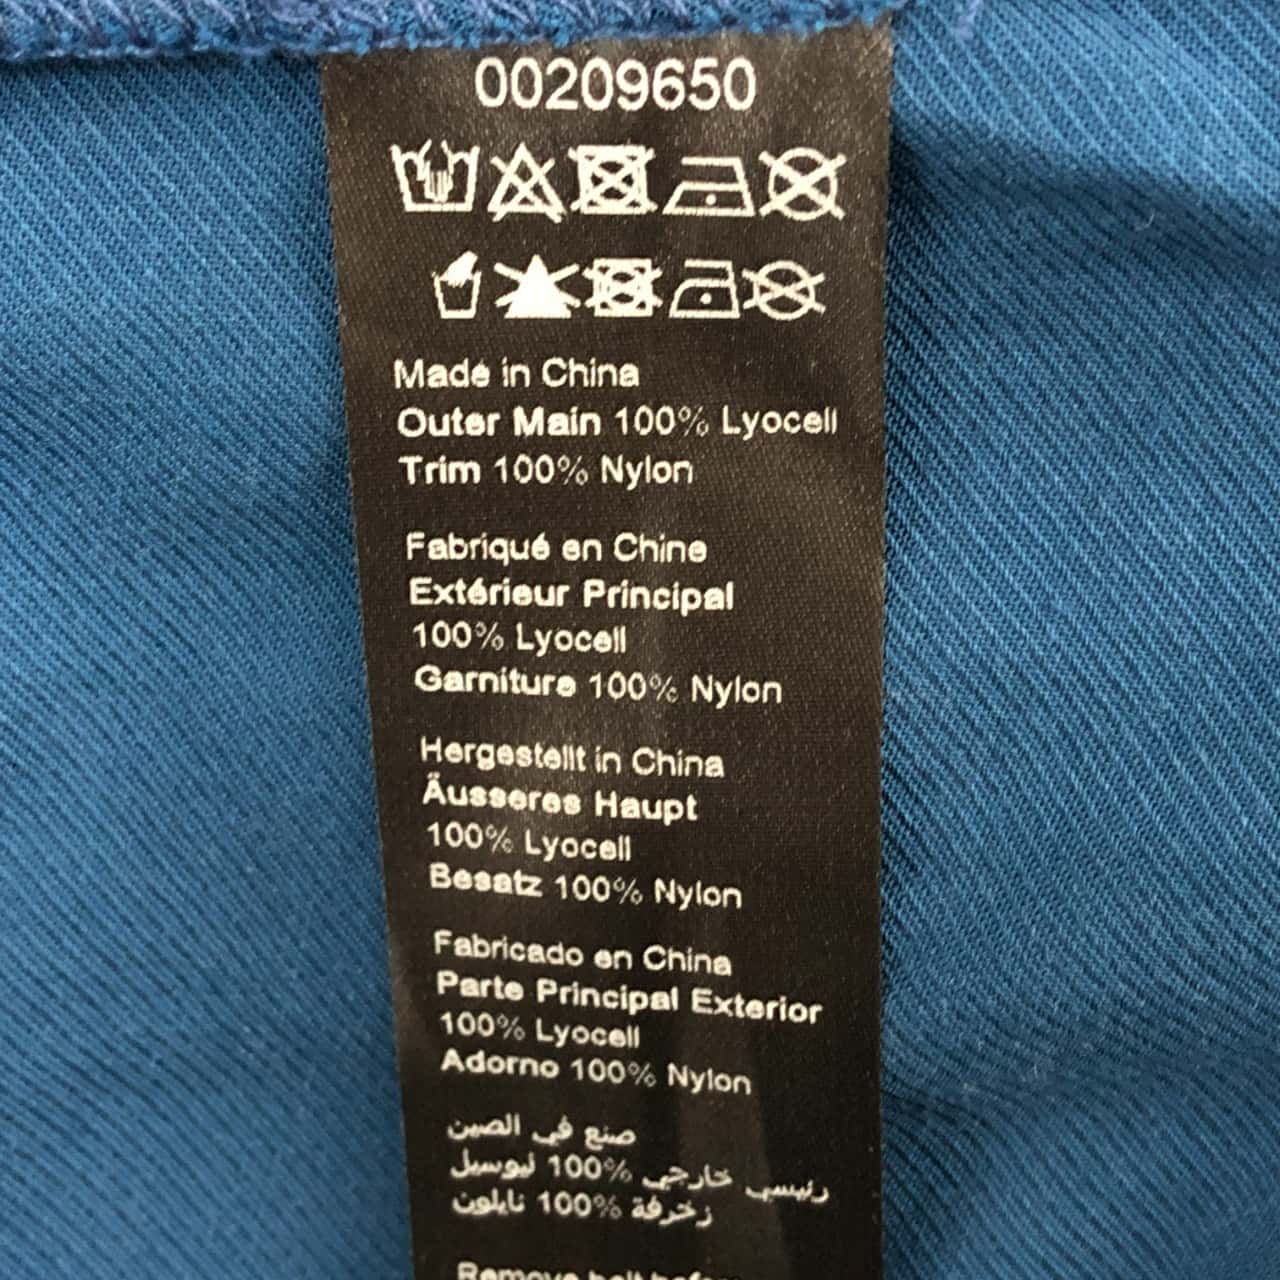 00209650
Made in China
Outer Main 100% Lyocell
Trim 100% Nylon
Fabriqué en Chine
Extérieur Principal
100% Lyocell
Garniture 100% Nylon
Hergestellt in China
Äusseres Haupt
100% Lyocell
Besatz 100% Nylon
Fabricado en China
Parte Principal Exterior
100% Lyocell
Adorno 100% Nylon
صنع في الصين
رئيسي خارجي %100 ليوسيل
زخرفة %100 نايلون
Remove belt